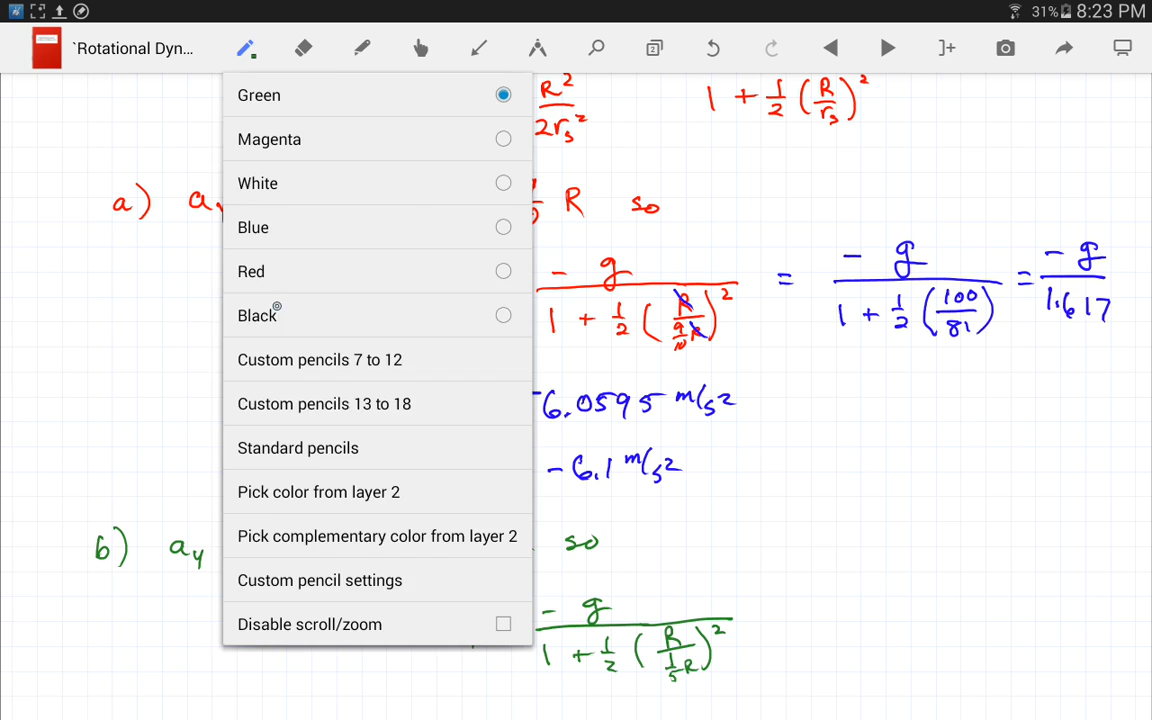 31% 8:23 PM
`Rotational Dyn...
Green
Magenta
White
Blue
Red
Black
Custom pencils 7 to 12
Custom pencils 13 to 18
Standard pencils
Pick color from layer 2
Pick complementary color from layer 2
Custom pencil settings
Disable scroll/zoom
R² / 2r_s²
1 + 1/2 (R/r_s)²
a) a R so
- g / 1 + 1/2 (R / 9/10 R)² = - g / 1 + 1/2 (100/81) = - g / 1.617
-6.0595 m/s²
-6.1 m/s²
b) a_y so
- g / 1 + 1/2 (R / 1/5 R)²